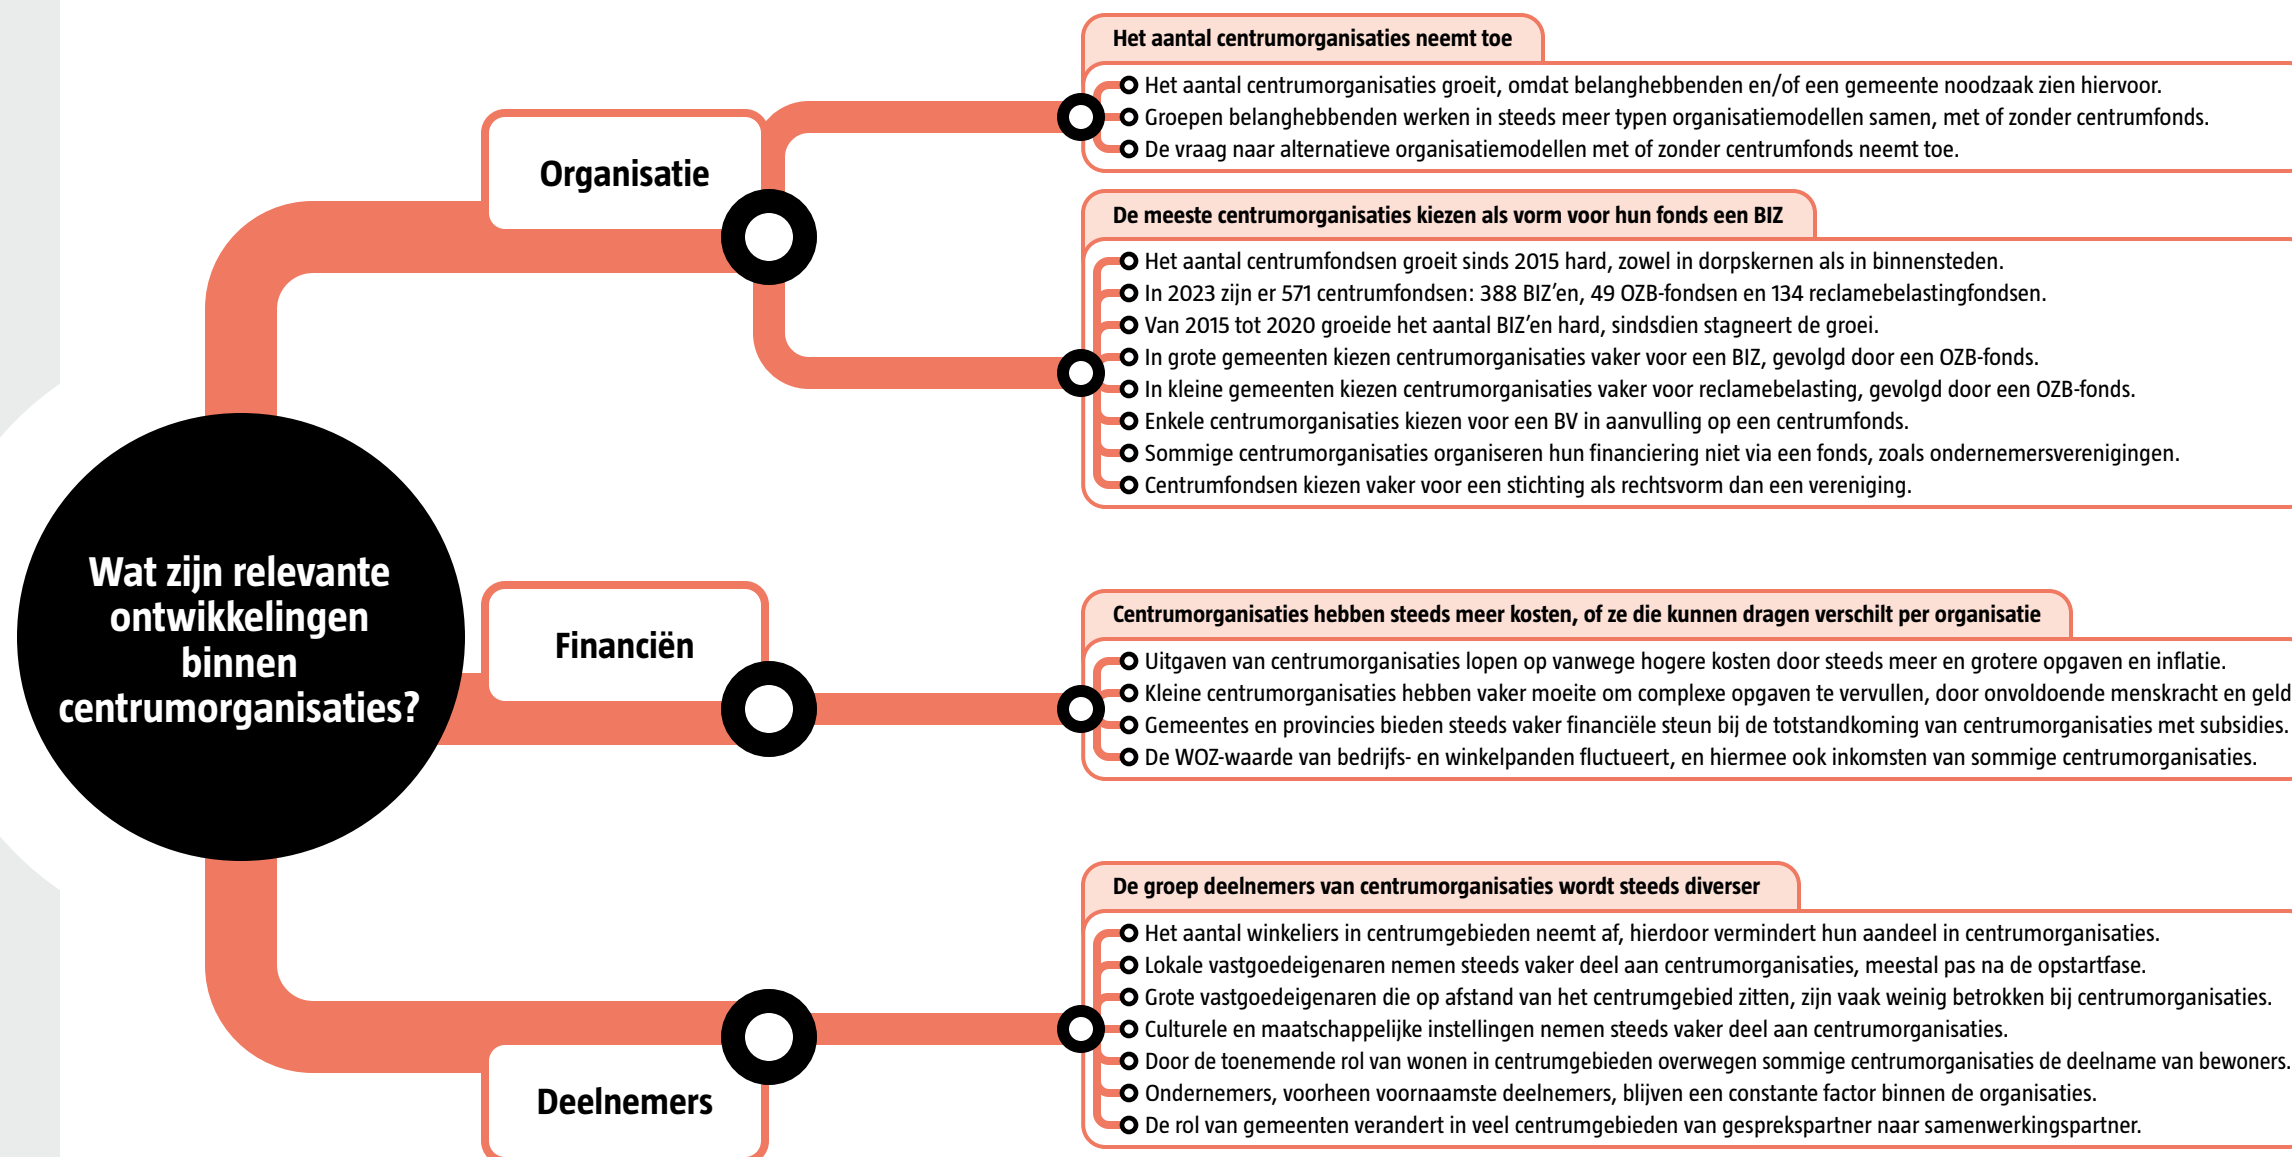 Wat zijn relevante
ontwikkelingen
binnen
centrumorganisaties?
Organisatie
Het aantal centrumorganisaties neemt toe
Het aantal centrumorganisaties groeit, omdat belanghebbenden en/of een gemeente noodzaak zien hiervoor.
Groepen belanghebbenden werken in steeds meer typen organisatiemodellen samen, met of zonder centrumfonds.
De vraag naar alternatieve organisatiemodellen met of zonder centrumfonds neemt toe.
De meeste centrumorganisaties kiezen als vorm voor hun fonds een BIZ
Het aantal centrumfondsen groeit sinds 2015 hard, zowel in dorpskernen als in binnensteden.
In 2023 zijn er 571 centrumfondsen: 388 BIZ’en, 49 OZB-fondsen en 134 reclamebelastingfondsen.
Van 2015 tot 2020 groeide het aantal BIZ’en hard, sindsdien stagneert de groei.
In grote gemeenten kiezen centrumorganisaties vaker voor een BIZ, gevolgd door een OZB-fonds.
In kleine gemeenten kiezen centrumorganisaties vaker voor reclamebelasting, gevolgd door een OZB-fonds.
Enkele centrumorganisaties kiezen voor een BV in aanvulling op een centrumfonds.
Sommige centrumorganisaties organiseren hun financiering niet via een fonds, zoals ondernemersverenigingen.
Centrumfondsen kiezen vaker voor een stichting als rechtsvorm dan een vereniging.
Financiën
Centrumorganisaties hebben steeds meer kosten, of ze die kunnen dragen verschilt per organisatie
Uitgaven van centrumorganisaties lopen op vanwege hogere kosten door steeds meer en grotere opgaven en inflatie.
Kleine centrumorganisaties hebben vaker moeite om complexe opgaven te vervullen, door onvoldoende menskracht en geld
Gemeentes en provincies bieden steeds vaker financiële steun bij de totstandkoming van centrumorganisaties met subsidies.
De WOZ-waarde van bedrijfs- en winkelpanden fluctueert, en hiermee ook inkomsten van sommige centrumorganisaties.
Deelnemers
De groep deelnemers van centrumorganisaties wordt steeds diverser
Het aantal winkeliers in centrumgebieden neemt af, hierdoor vermindert hun aandeel in centrumorganisaties.
Lokale vastgoedeigenaren nemen steeds vaker deel aan centrumorganisaties, meestal pas na de opstartfase.
Grote vastgoedeigenaren die op afstand van het centrumgebied zitten, zijn vaak weinig betrokken bij centrumorganisaties.
Culturele en maatschappelijke instellingen nemen steeds vaker deel aan centrumorganisaties.
Door de toenemende rol van wonen in centrumgebieden overwegen sommige centrumorganisaties de deelname van bewoners.
Ondernemers, voorheen voornaamste deelnemers, blijven een constante factor binnen de organisaties.
De rol van gemeenten verandert in veel centrumgebieden van gesprekspartner naar samenwerkingspartner.